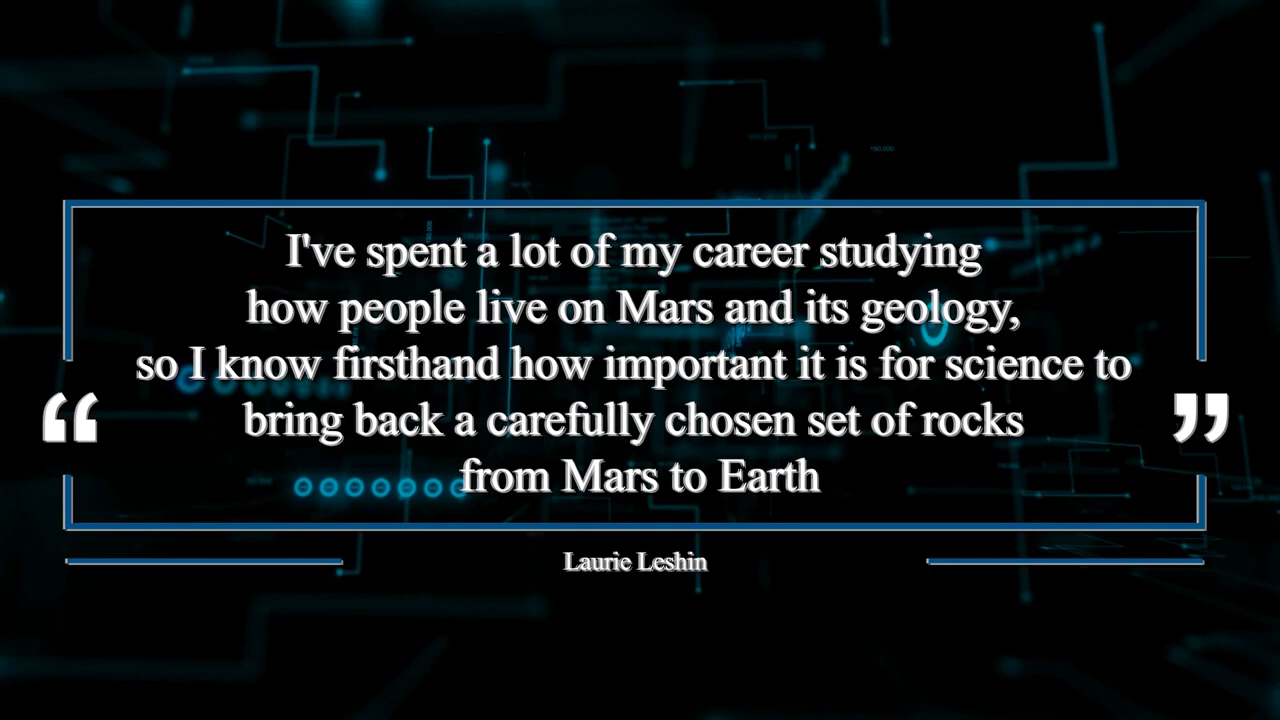 I've spent a lot of my career studying
how people live on Mars and its geology,
so I know firsthand how important it is for science to
“ bring back a carefully chosen set of rocks ”
from Mars to Earth
Laurie Leshin